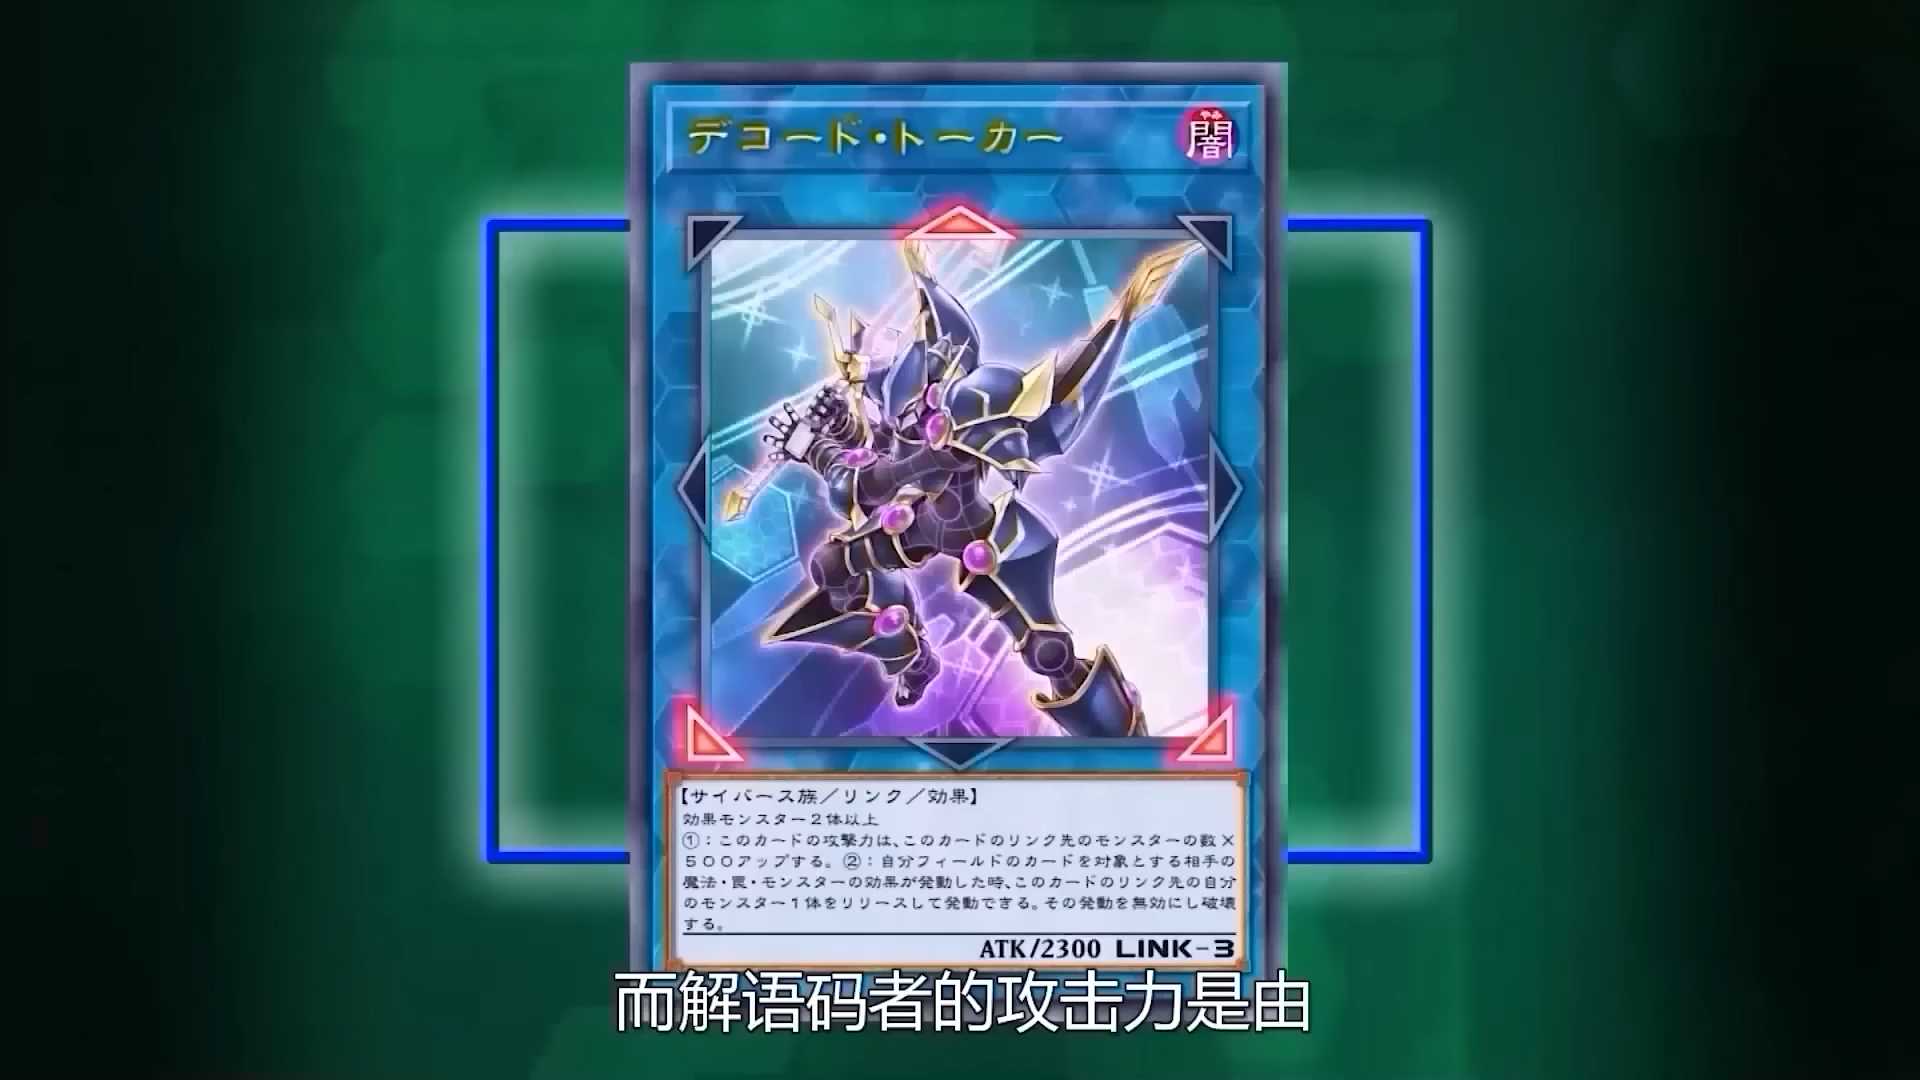 デコード・トーカー
やみ
闇
【サイバース族／リンク／効果】
効果モンスター２体以上
①：このカードの攻撃力は、このカードのリンク先のモンスターの数×
５００アップする。②：自分フィールドのカードを対象とする相手の
魔法・罠・モンスターの効果が発動した時、このカードのリンク先の自分
のモンスター１体をリリースして発動できる。その発動を無効にし破壊
する。
ATK/2300 LINK-3
而解语码者的攻击力是由